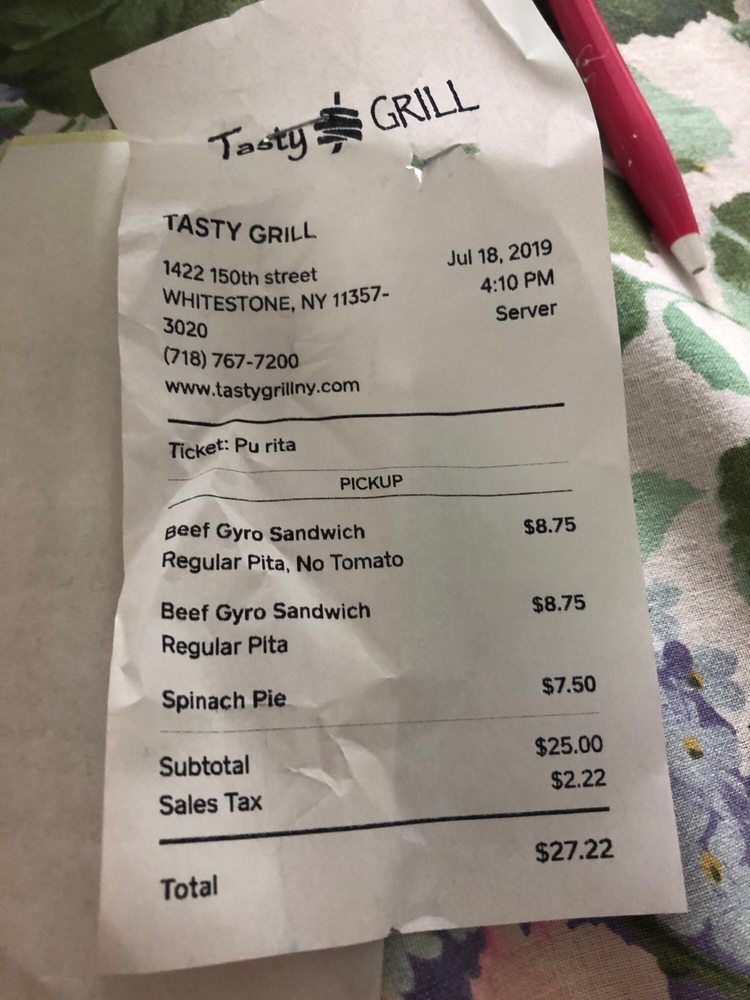 Tasty GRILL
TASTY GRILL
1422 150th street
WHITESTONE, NY 11357-
3020
(718) 767-7200
www.tastygrillny.com
Jul 18, 2019
4:10 PM
Server
Ticket: Pu rita
PICKUP
Beef Gyro Sandwich $8.75
Regular Pita, No Tomato
Beef Gyro Sandwich $8.75
Regular Pita
Spinach Pie $7.50
Subtotal $25.00
Sales Tax $2.22
Total $27.22